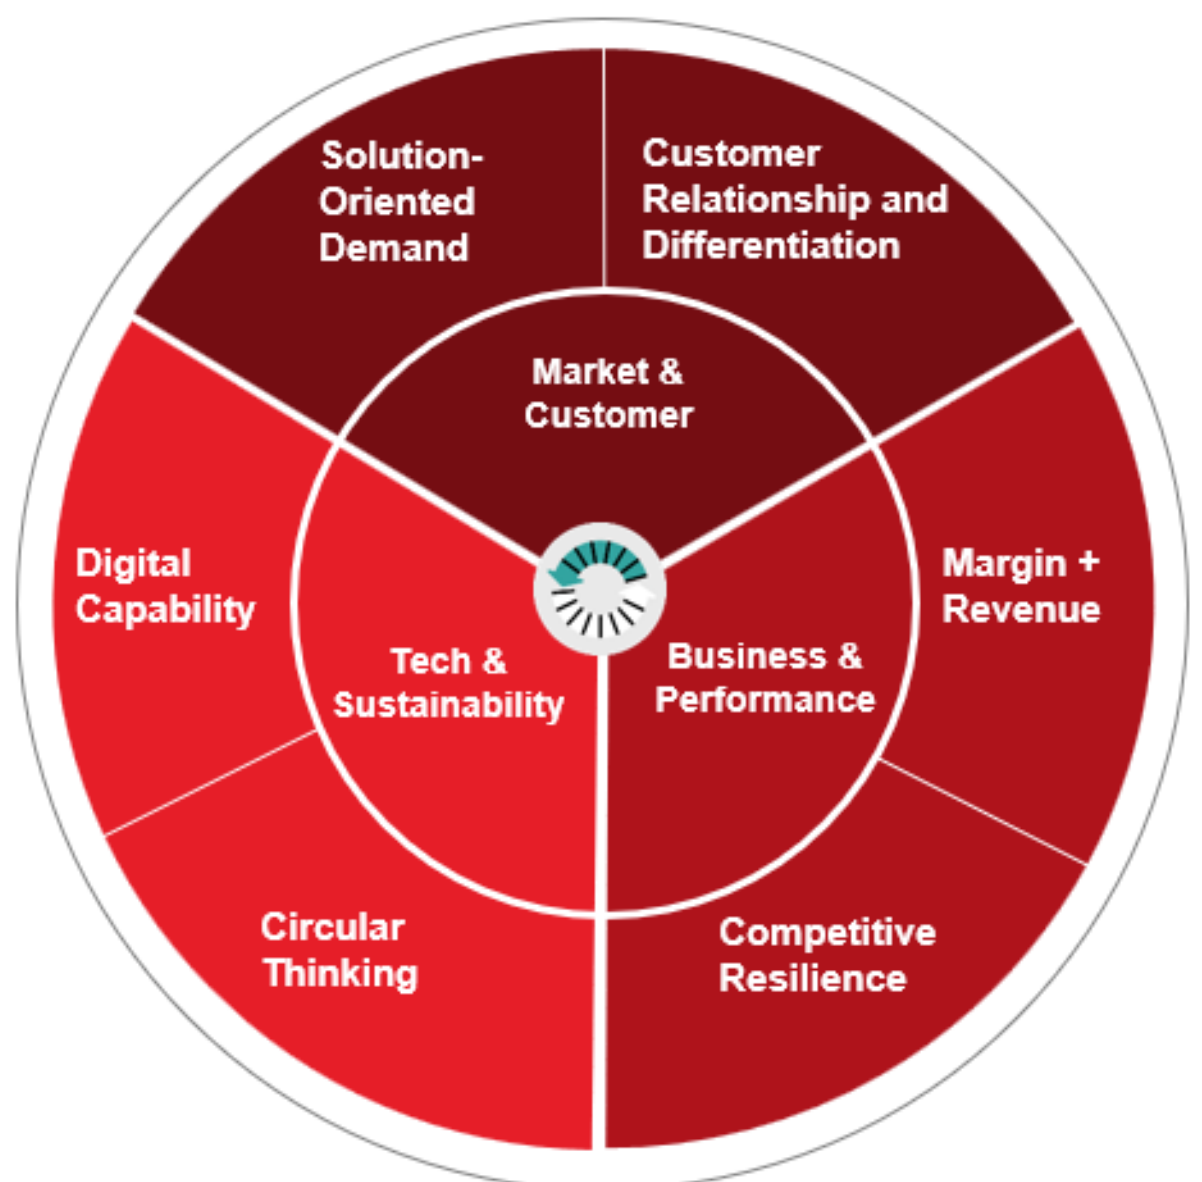 Solution-
Oriented
Demand
Customer
Relationship and
Differentiation
Market &
Customer
Digital
Capability
Tech &
Sustainability
Business &
Performance
Margin +
Revenue
Circular
Thinking
Competitive
Resilience